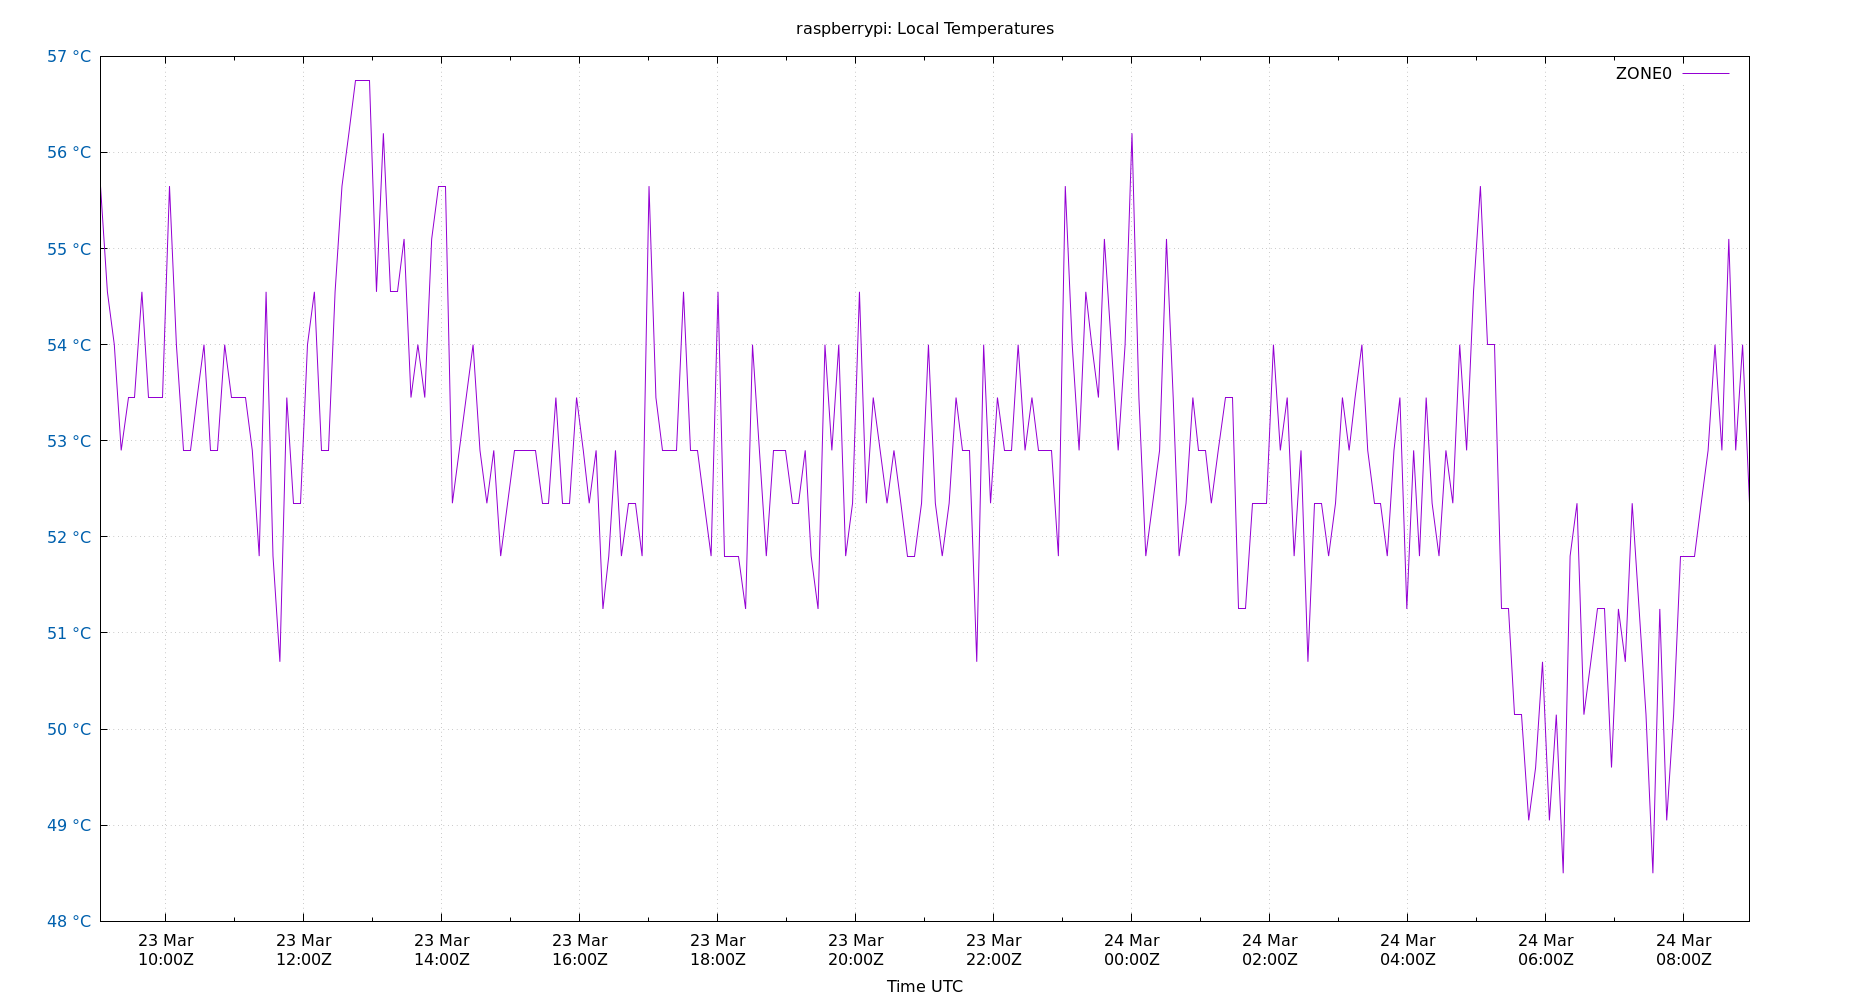 raspberrypi: Local Temperatures
57 °C
ZONE0
56 °C
55 °C
54 °C
53 °C
52 °C
51 °C
50 °C
49 °C
48 °C
23 Mar 23 Mar 23 Mar 23 Mar 23 Mar 23 Mar 23 Mar 24 Mar 24 Mar 24 Mar 24 Mar 24 Mar
10:00Z 12:00Z 14:00Z 16:00Z 18:00Z 20:00Z 22:00Z 00:00Z 02:00Z 04:00Z 06:00Z 08:00Z
Time UTC